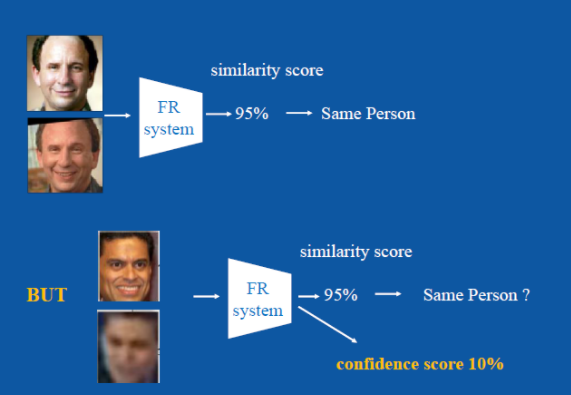 similarity score
FR
system
95%
Same Person
BUT
similarity score
FR
system
95%
Same Person ?
confidence score 10%